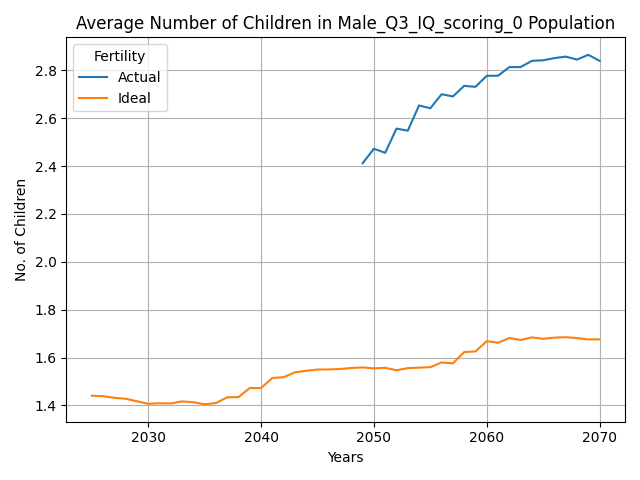 Average Number of Children in Male_Q3_IQ_scoring_0 Population
Fertility
Actual
Ideal
No. of Children
2.8
2.6
2.4
2.2
2.0
1.8
1.6
1.4
2030 2040 2050 2060 2070
Years